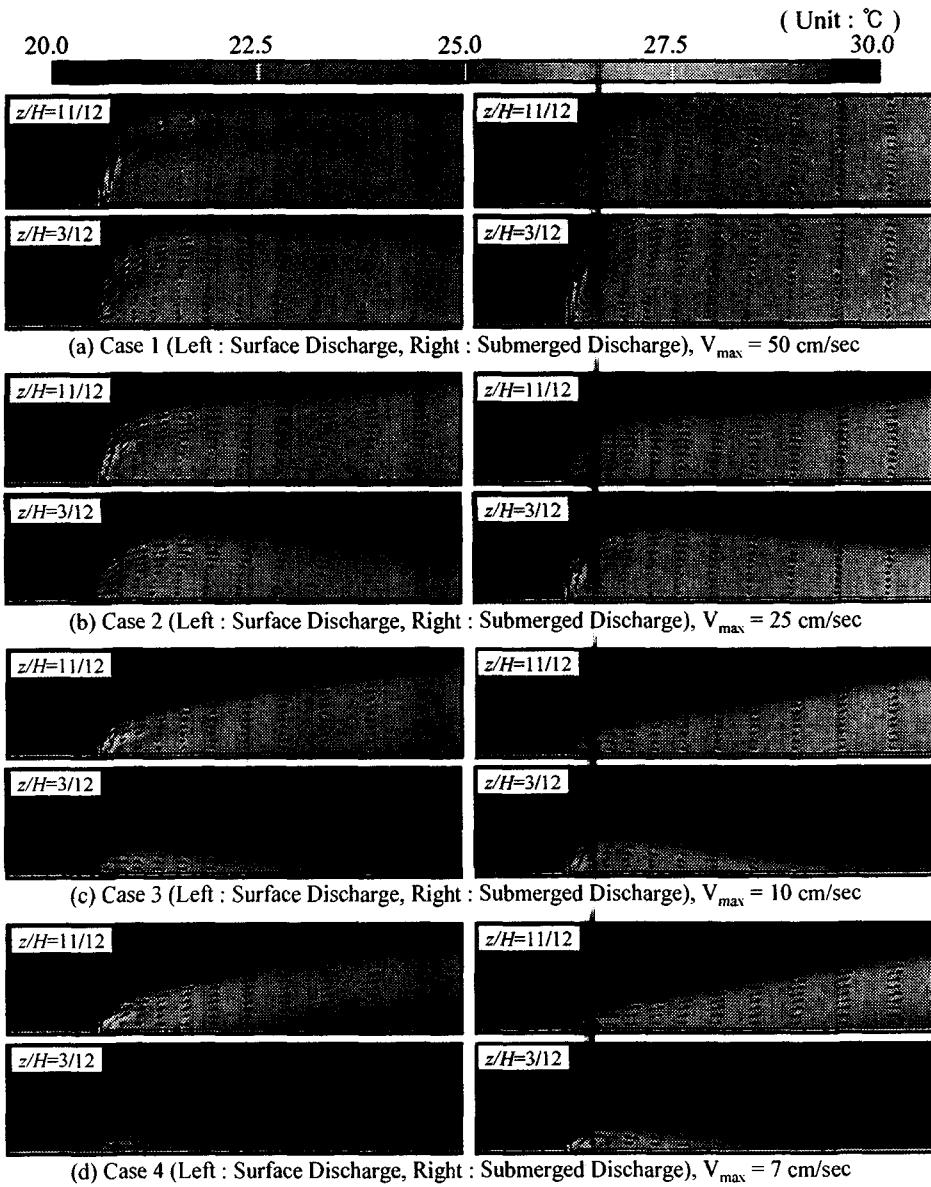 ( Unit : ℃ )
20.0 22.5 25.0 27.5 30.0
z/H=11/12 z/H=11/12
z/H=3/12 z/H=3/12
(a) Case 1 (Left : Surface Discharge, Right : Submerged Discharge), Vmax = 50 cm/sec
z/H=11/12 z/H=11/12
z/H=3/12 z/H=3/12
(b) Case 2 (Left : Surface Discharge, Right : Submerged Discharge), Vmax = 25 cm/sec
z/H=11/12 z/H=11/12
z/H=3/12 z/H=3/12
(c) Case 3 (Left : Surface Discharge, Right : Submerged Discharge), Vmax = 10 cm/sec
z/H=11/12 z/H=11/12
z/H=3/12 z/H=3/12
(d) Case 4 (Left : Surface Discharge, Right : Submerged Discharge), Vmax = 7 cm/sec